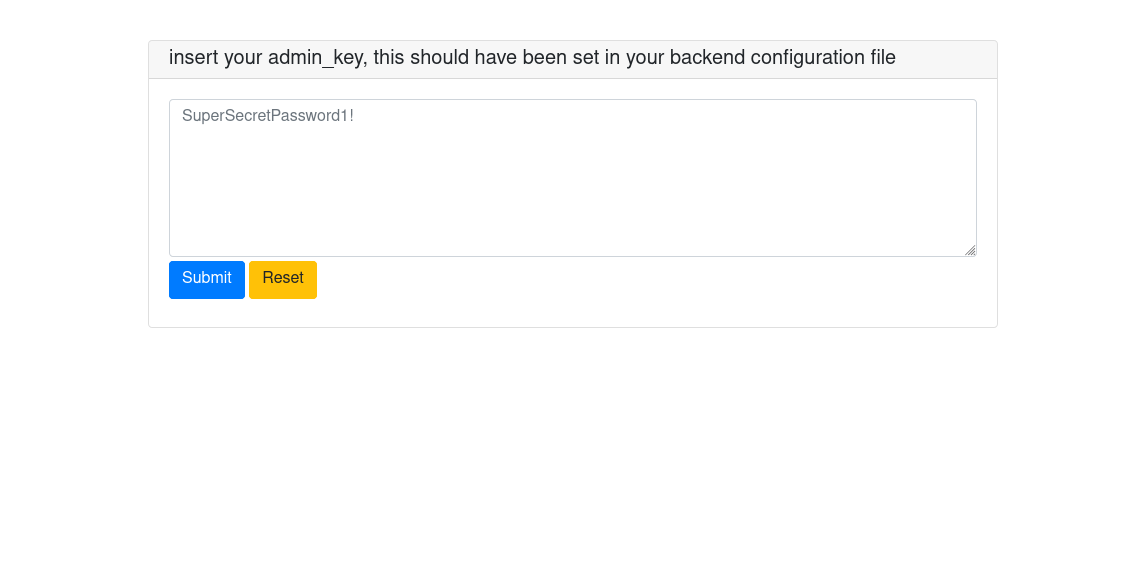 insert your admin_key, this should have been set in your backend configuration file
SuperSecretPassword1!
Submit Reset